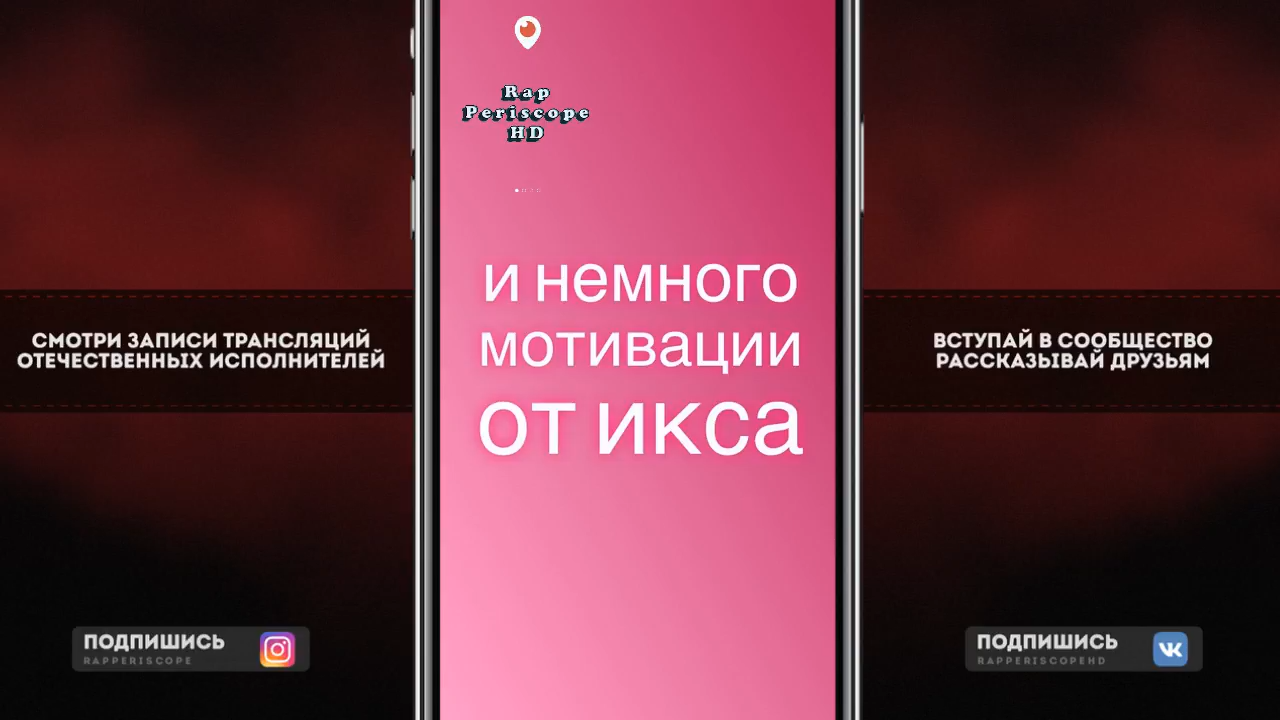 Rap
Periscope
HD
и немного
мотивации
от икса
СМОТРИ ЗАПИСИ ТРАНСЛЯЦИЙ
ОТЕЧЕСТВЕННЫХ ИСПОЛНИТЕЛЕЙ
ВСТУПАЙ В СООБЩЕСТВО
РАССКАЗЫВАЙ ДРУЗЬЯМ
ПОДПИШИСЬ
RAPPERISCOPE
ПОДПИШИСЬ
RAPPERISCOPEHD